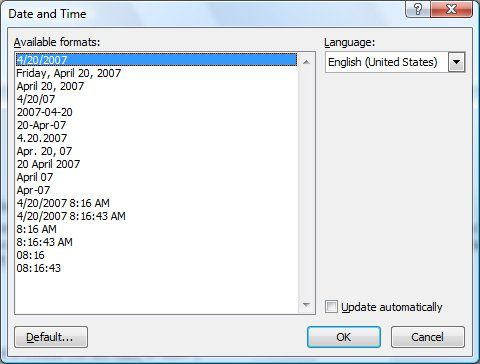 Date and Time
?
Available formats:
Language:
4/20/2007
English (United States)
Friday, April 20, 2007
April 20, 2007
4/20/07
2007-04-20
20-Apr-07
4.20.2007
Apr. 20, 07
20 April 2007
April 07
Apr-07
4/20/2007 8:16 AM
4/20/2007 8:16:43 AM
8:16 AM
8:16:43 AM
08:16
08:16:43
Update automatically
Default...
OK
Cancel